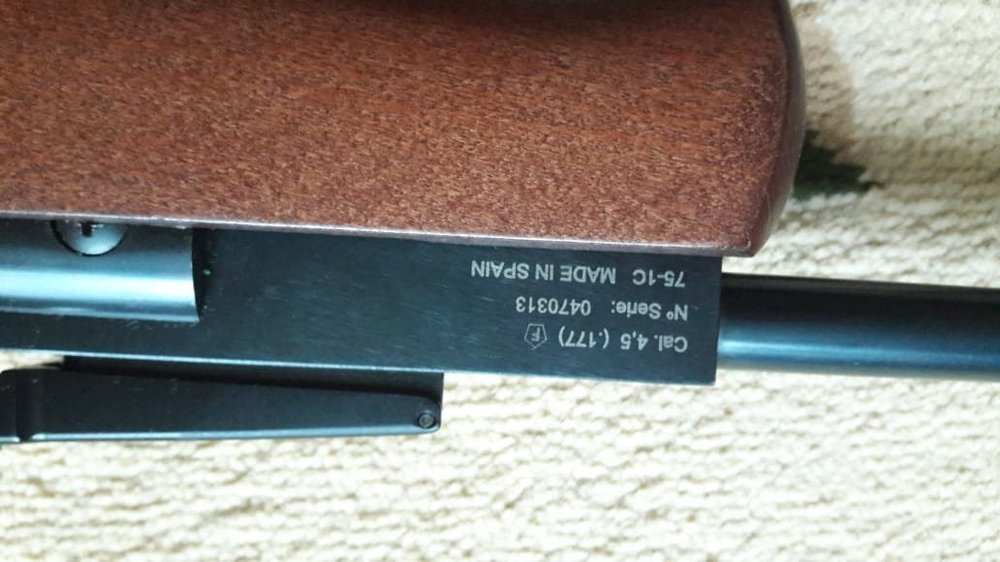 Cal. 4,5 (.177) F
Nº Serie: 0470313
75-1C MADE IN SPAIN